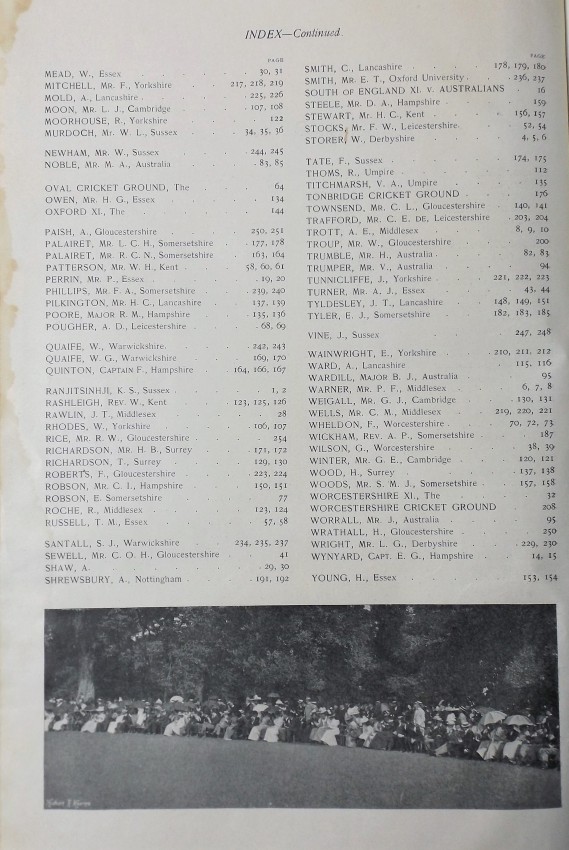 INDEX—Continued.
PAGE
MEAD, W., Essex 30, 31
MITCHELL, MR. F., Yorkshire 217, 218, 219
MOLD, A., Lancashire 225, 226
MOON, MR. L. J., Cambridge 107, 108
MOORHOUSE, R., Yorkshire 122
MURDOCH, MR. W. L., Sussex 34, 35, 36
NEWHAM, MR. W., Sussex 244, 245
NOBLE, MR. M. A., Australia 83, 85
OVAL CRICKET GROUND, The 64
OWEN, MR. H. G., Essex 134
OXFORD XI., The 144
PAISH, A., Gloucestershire 250, 251
PALAIRET, MR. L. C. H., Somersetshire 177, 178
PALAIRET, MR. R. C. N., Somersetshire 163, 164
PATTERSON, MR. W. H., Kent 58, 60, 61
PERRIN, MR. P., Essex 19, 20
PHILLIPS, MR. F. A., Somersetshire 239, 240
PILKINGTON, MR. H. C., Lancashire 137, 139
POORE, MAJOR R. M., Hampshire 135, 136
POUGHER, A. D., Leicestershire 68, 69
QUAIFE, W., Warwickshire. 242, 243
QUAIFE, W. G., Warwickshire 169, 170
QUINTON, CAPTAIN F., Hampshire 164, 166, 167
RANJITSINHJI, K. S., Sussex 1, 2
RASHLEIGH, REV. W., Kent 123, 125, 126
RAWLIN, J. T., Middlesex 28
RHODES, W., Yorkshire 106, 107
RICE, MR. R. W., Gloucestershire 254
RICHARDSON, MR. H. B., Surrey 171, 172
RICHARDSON, T., Surrey 129, 130
ROBERTS, F., Gloucestershire 223, 224
ROBSON, MR. C. I., Hampshire 150, 151
ROBSON, E. Somersetshire 77
ROCHE, R., Middlesex 123, 124
RUSSELL, T. M., Essex 57, 58
SANTALL, S. J., Warwickshire 234, 235, 237
SEWELL, MR. C. O. H., Gloucestershire 41
SHAW, A. 29, 30
SHREWSBURY, A., Nottingham 191, 192
PAGE
SMITH, C., Lancashire 178, 179, 180
SMITH, MR. E. T., Oxford University. 236, 237
SOUTH OF ENGLAND XI. V. AUSTRALIANS 16
STEELE, MR. D. A., Hampshire 159
STEWART, MR. H. C., Kent 156, 157
STOCKS, MR. F. W., Leicestershire. 52, 54
STORER, W., Derbyshire 4, 5, 6
TATE, F., Sussex 174, 175
THOMS, R., Umpire 112
TITCHMARSH, V. A., Umpire 135
TONBRIDGE CRICKET GROUND 176
TOWNSEND, MR. C. L., Gloucestershire 140, 141
TRAFFORD, MR. C. E. DE, Leicestershire 203, 204
TROTT, A. E., Middlesex 8, 9, 10
TROUP, MR. W., Gloucestershire 200
TRUMBLE, MR. H., Australia 82, 83
TRUMPER, MR. V., Australia 94
TUNNICLIFFE, J., Yorkshire 221, 222, 223
TURNER, MR. A. J., Essex 43, 44
TYLDESLEY, J. T., Lancashire 148, 149, 151
TYLER, E. J., Somersetshire 182, 183, 185
VINE, J., Sussex 247, 248
WAINWRIGHT, E., Yorkshire 210, 211, 212
WARD, A., Lancashire 115, 116
WARDILL, MAJOR B. J., Australia 95
WARNER, MR. P. F., Middlesex 6, 7, 8
WEIGALL, MR. G. J., Cambridge 130, 131
WELLS, MR. C. M., Middlesex 219, 220, 221
WHELDON, F., Worcestershire 70, 72, 73
WICKHAM, REV. A. P., Somersetshire 187
WILSON, G., Worcestershire 38, 39
WINTER, MR. G. E., Cambridge 120, 121
WOOD, H., Surrey 137, 138
WOODS, MR. S. M. J., Somersetshire 157, 158
WORCESTERSHIRE XI., The 32
WORCESTERSHIRE CRICKET GROUND 208
WORRALL, MR. J., Australia 95
WRATHALL, H., Gloucestershire 250
WRIGHT, MR. L. G., Derbyshire 229, 230
WYNYARD, CAPT. E. G., Hampshire 14, 15
YOUNG, H., Essex 153, 154